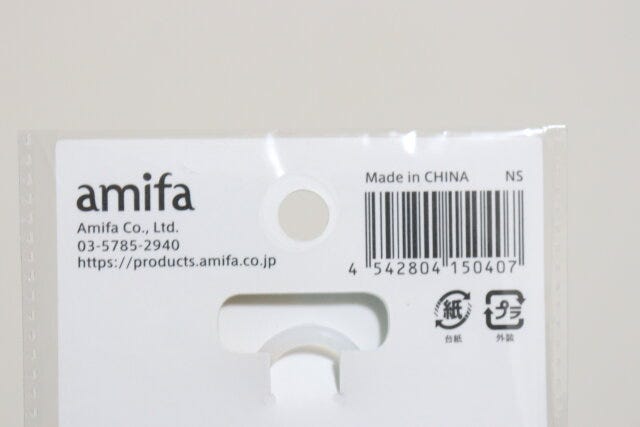 amifa
Amifa Co., Ltd.
03-5785-2940
https://products.amifa.co.jp
Made in CHINA NS
4 542804 150407
紙 プラ
台紙 外装